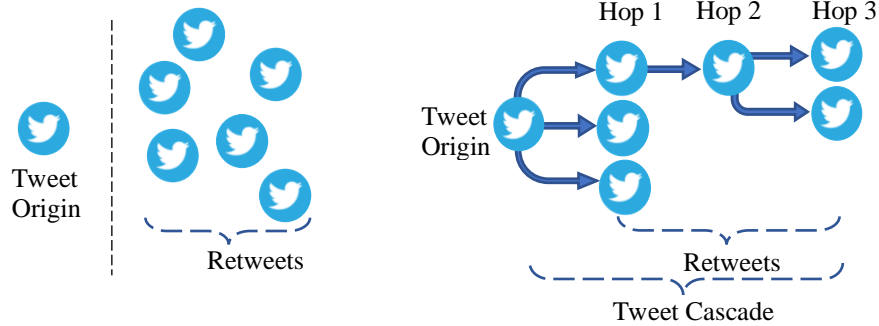 Tweet
Origin
Retweets
Hop 1
Hop 2
Hop 3
Tweet
Origin
Retweets
Tweet Cascade